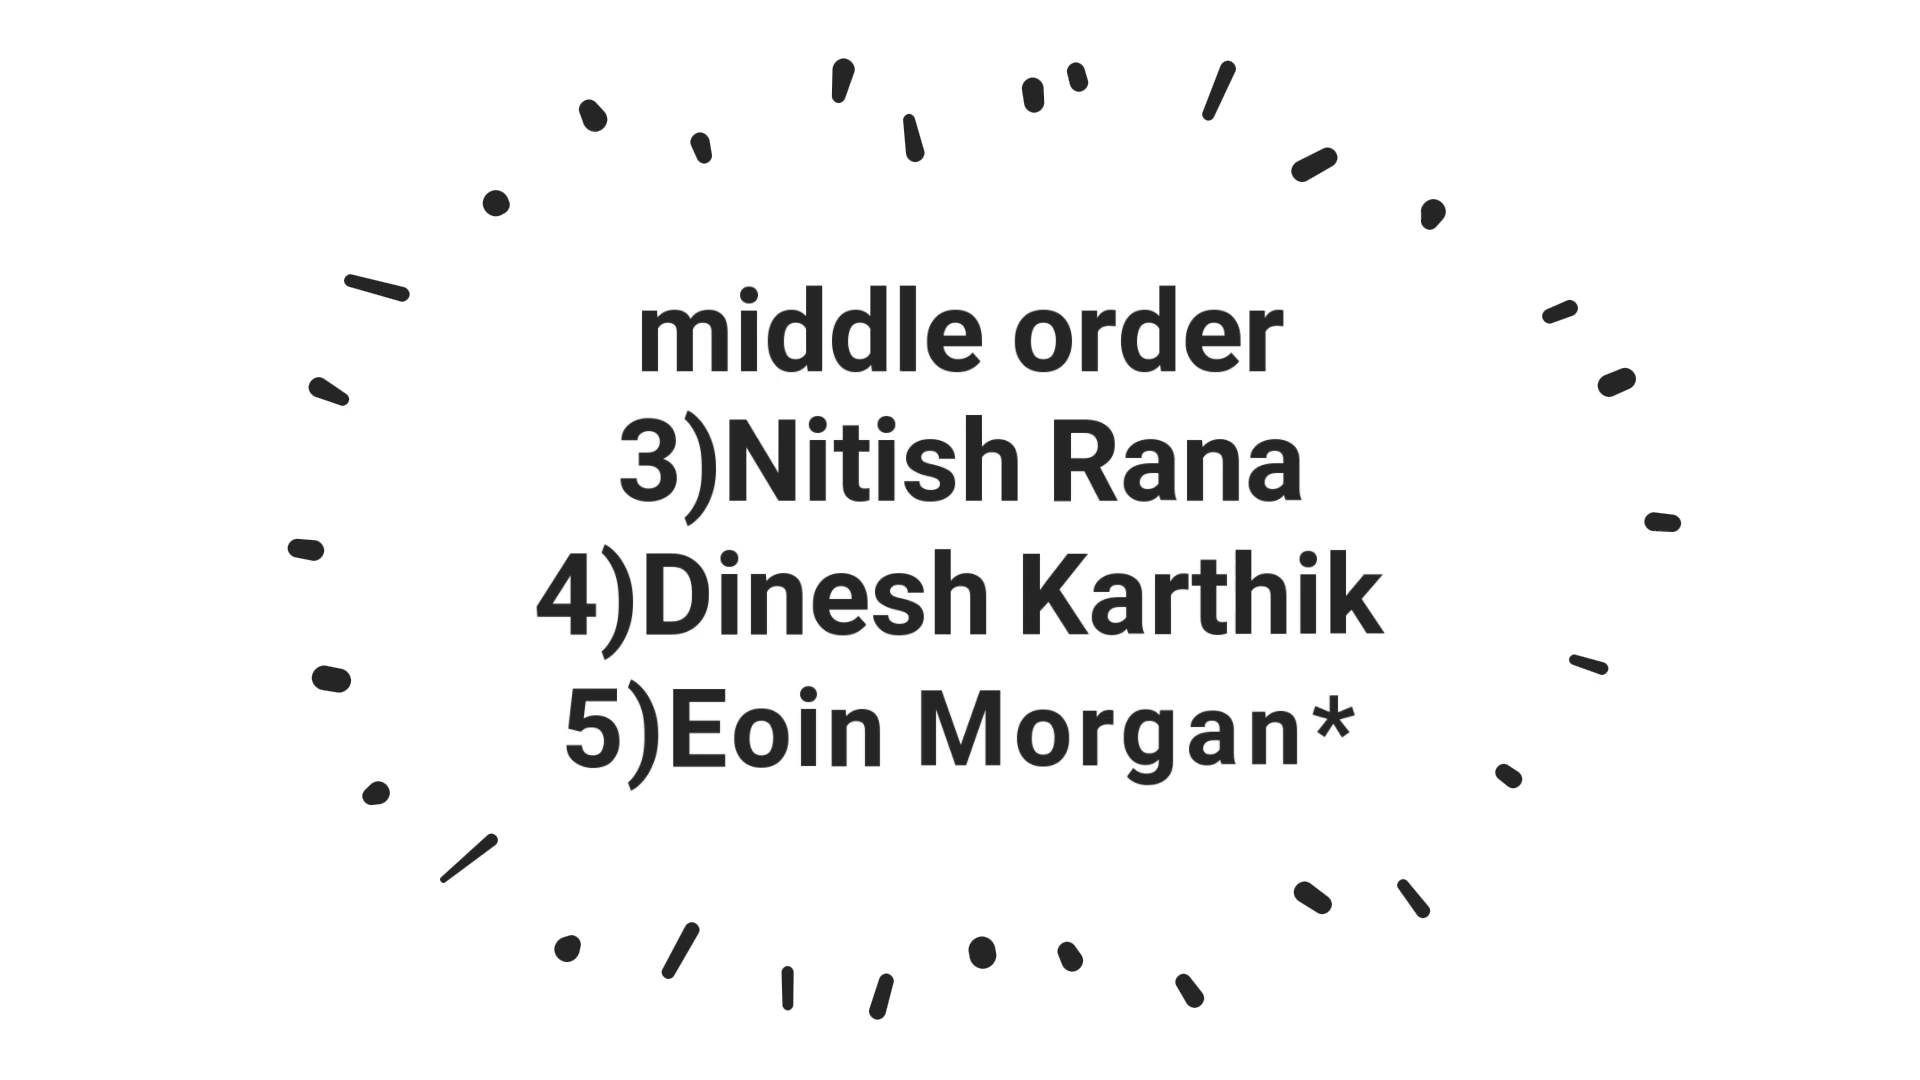 middle order
3)Nitish Rana
4)Dinesh Karthik
5)Eoin Morgan*